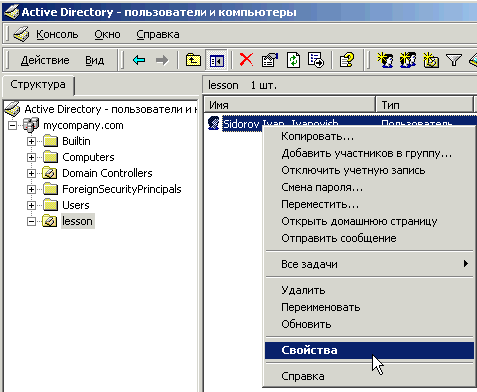 Active Directory - пользователи и компьютеры
Консоль Окно Справка
Действие Вид
Структура
lesson 1 шт.
Имя Тип
Active Directory - пользователи и
mycompany.com
Builtin
Computers
Domain Controllers
ForeignSecurityPrincipals
Users
lesson
Sidorov Ivan Ivanovich Пользователь
Копировать...
Добавить участников в группу...
Отключить учетную запись
Смена пароля...
Переместить...
Открыть домашнюю страницу
Отправить сообщение
Все задачи
Удалить
Переименовать
Обновить
Свойства
Справка